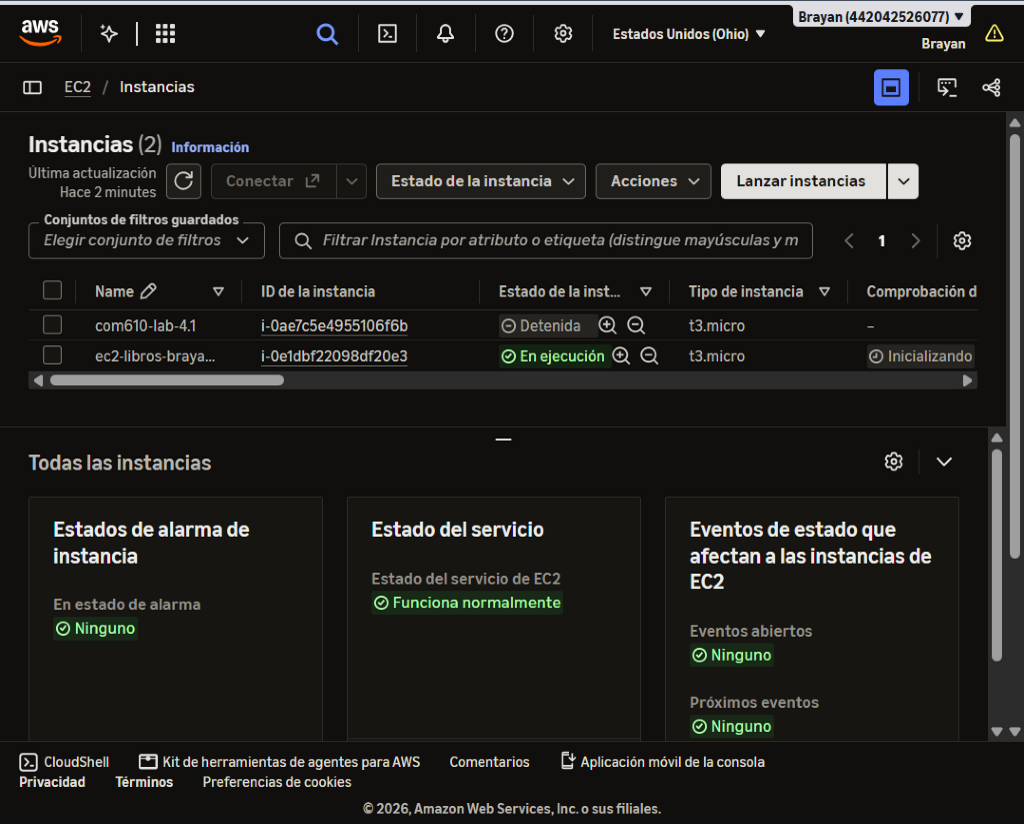 aws
Estados Unidos (Ohio)
Brayan (442042526077)
Brayan
EC2 / Instancias
Instancias (2) Información
Última actualización
Hace 2 minutes
Conectar
Estado de la instancia
Acciones
Lanzar instancias
Conjuntos de filtros guardados
Elegir conjunto de filtros
Filtrar Instancia por atributo o etiqueta (distingue mayúsculas y m
1
Name ID de la instancia Estado de la inst... Tipo de instancia Comprobación d
com610-lab-4.1 i-0ae7c5e4955106f6b Detenida t3.micro –
ec2-libros-braya... i-0e1dbf22098df20e3 En ejecución t3.micro Inicializando
Todas las instancias
Estados de alarma de
instancia
En estado de alarma
Ninguno
Estado del servicio
Estado del servicio de EC2
Funciona normalmente
Eventos de estado que
afectan a las instancias de
EC2
Eventos abiertos
Ninguno
Próximos eventos
Ninguno
CloudShell Kit de herramientas de agentes para AWS Comentarios Aplicación móvil de la consola
Privacidad Términos Preferencias de cookies
© 2026, Amazon Web Services, Inc. o sus filiales.